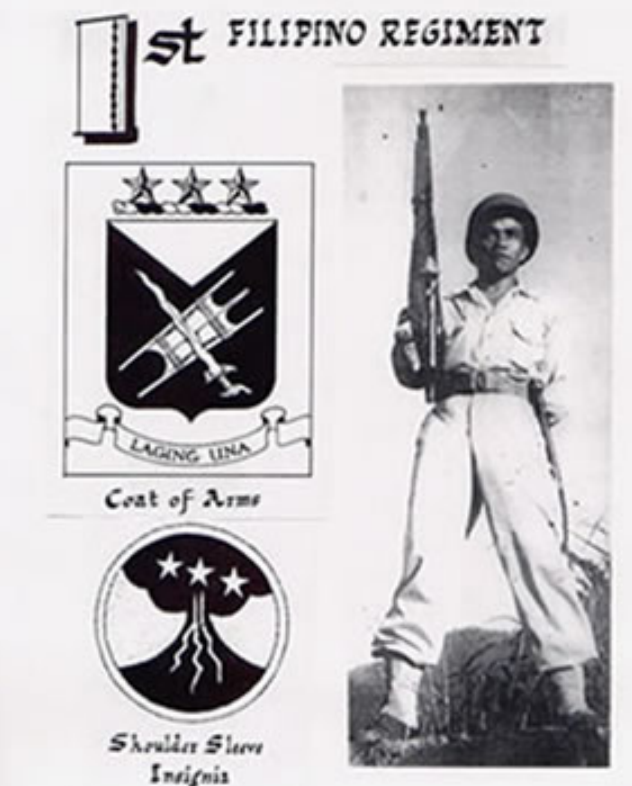 1st FILIPINO REGIMENT
LAGING UNA
Coat of Arms
Shoulder Sleeve
Insignia